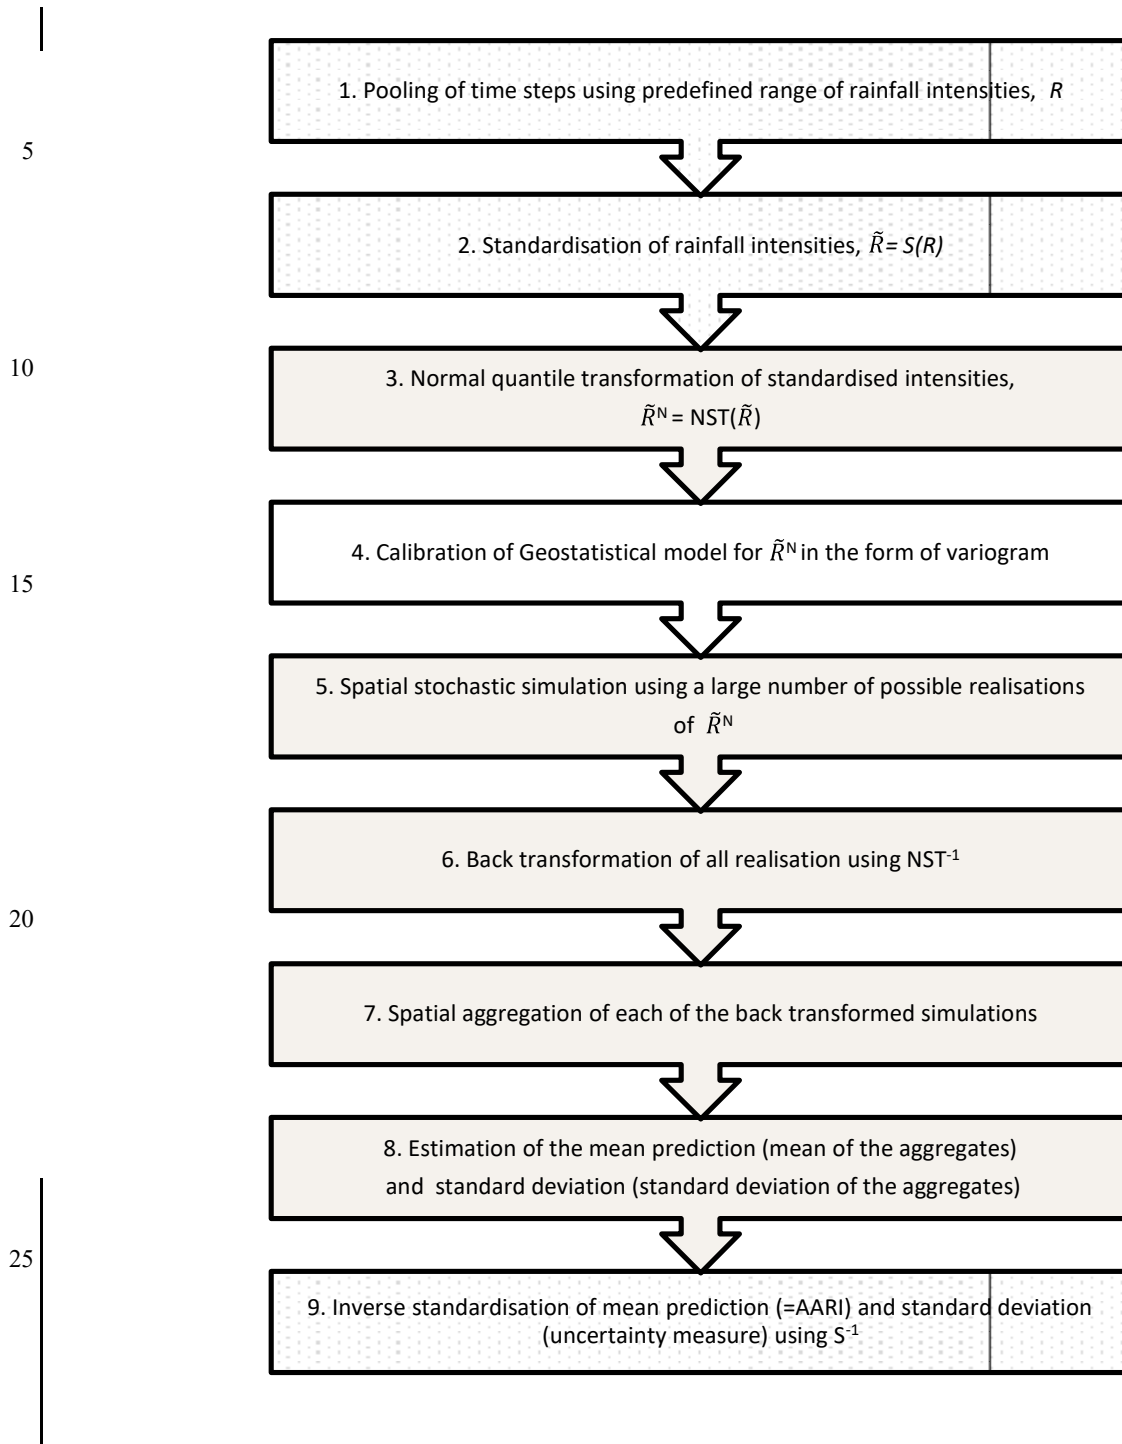 1. Pooling of time steps using predefined range of rainfall intensities, R
5
2. Standardisation of rainfall intensities, R̃= S(R)
10
3. Normal quantile transformation of standardised intensities,
R̃ᴺ = NST(R̃)
4. Calibration of Geostatistical model for R̃ᴺ in the form of variogram
15
5. Spatial stochastic simulation using a large number of possible realisations
of R̃ᴺ
6. Back transformation of all realisation using NST⁻¹
20
7. Spatial aggregation of each of the back transformed simulations
8. Estimation of the mean prediction (mean of the aggregates)
and standard deviation (standard deviation of the aggregates)
25
9. Inverse standardisation of mean prediction (=AARI) and standard deviation
(uncertainty measure) using S⁻¹